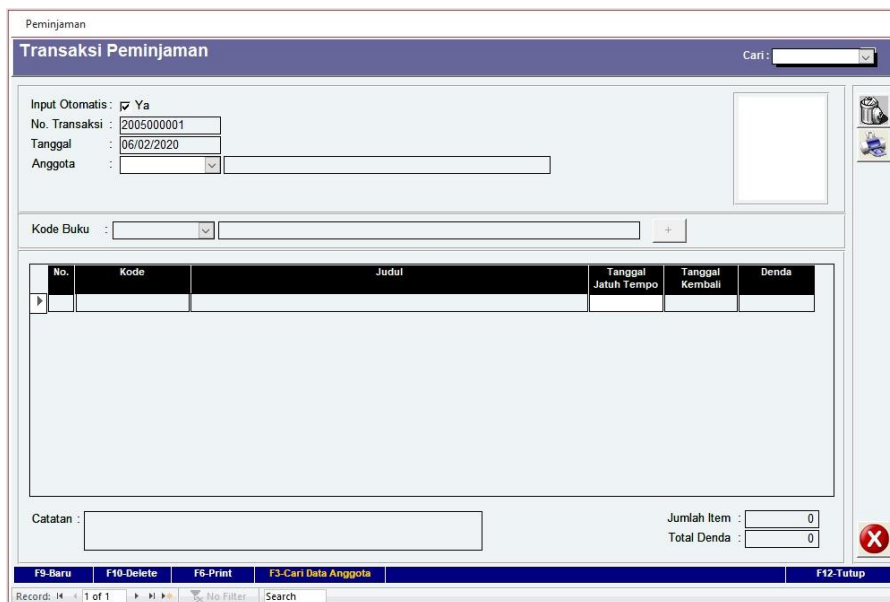 Peminjaman
Transaksi Peminjaman
Cari :
Input Otomatis : Ya
No. Transaksi : 2005000001
Tanggal : 06/02/2020
Anggota :
Kode Buku : +
No. Kode Judul Tanggal Jatuh Tempo Tanggal Kembali Denda
Catatan :
Jumlah Item : 0
Total Denda : 0
F9-Baru F10-Delete F6-Print F3-Cari Data Anggota F12-Tutup
Record: 1 of 1 No Filter Search